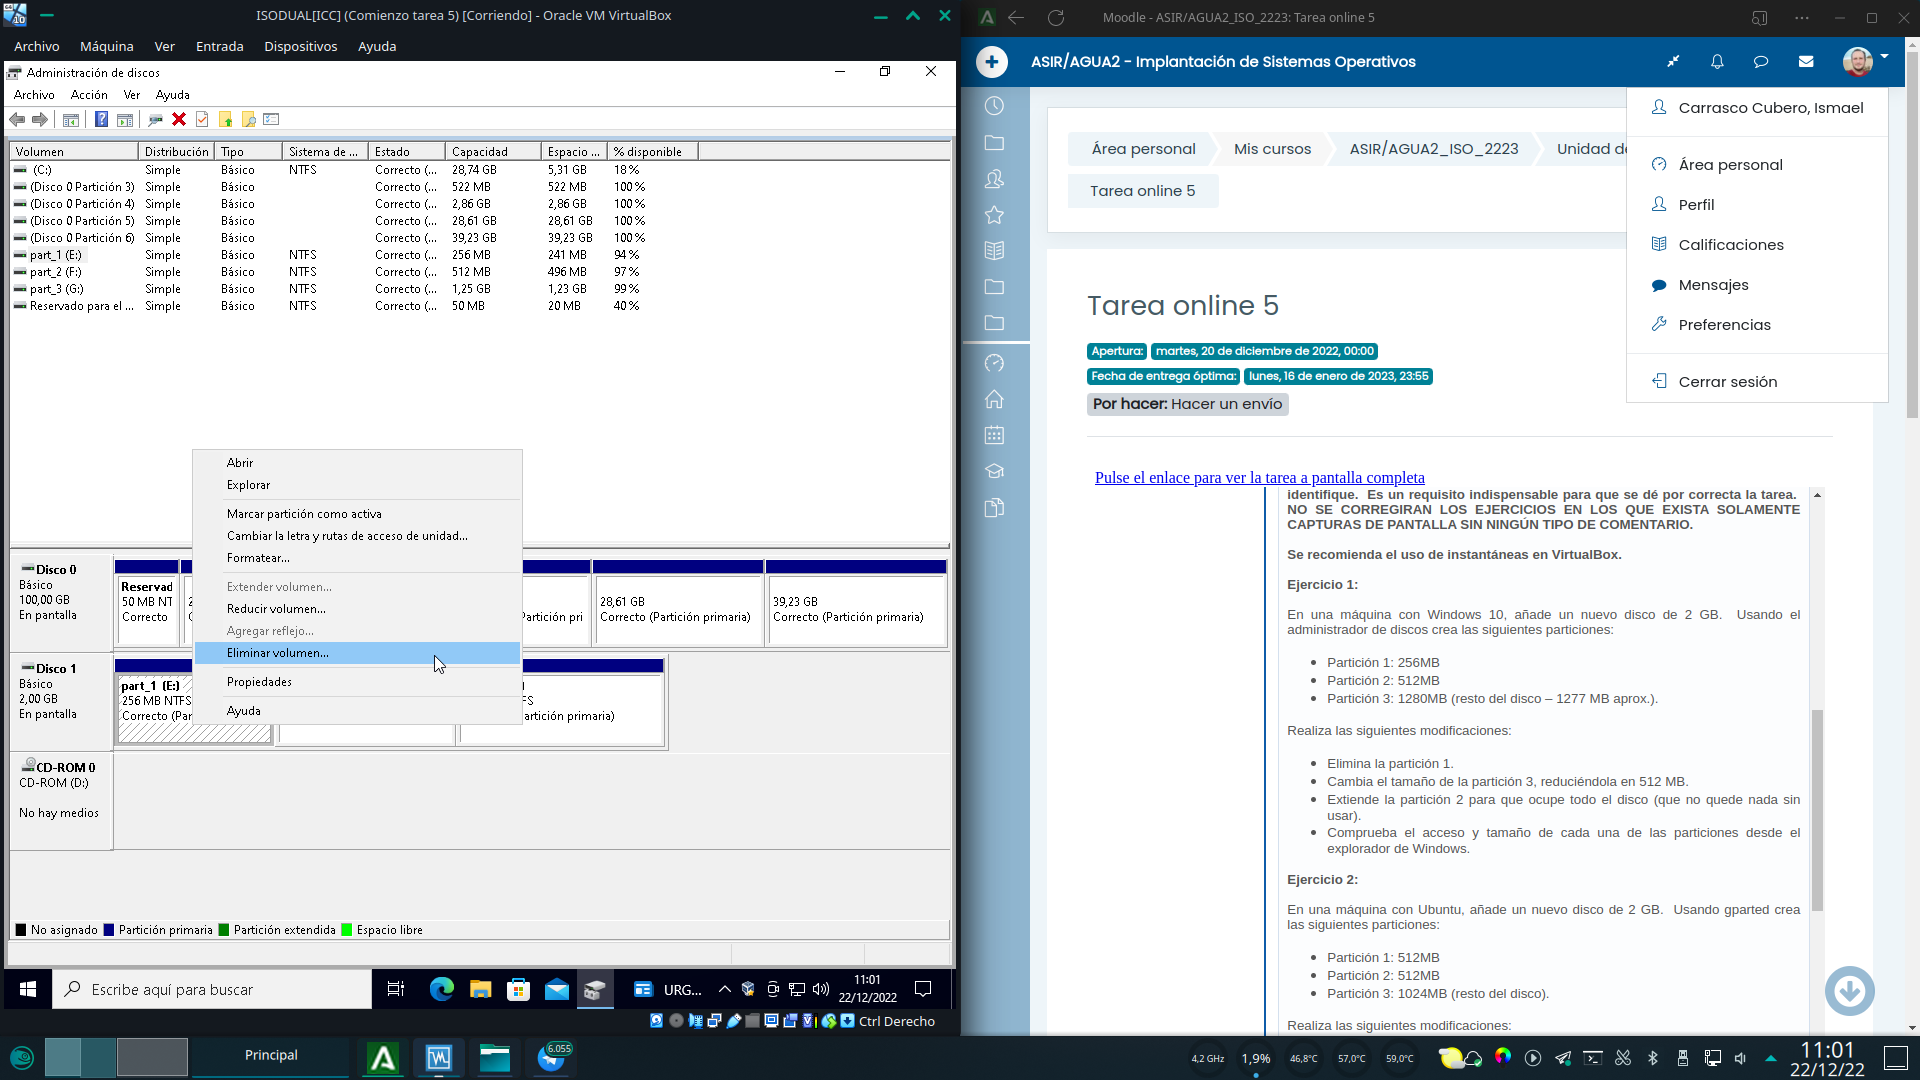 ISODUAL[ICC] (Comienzo tarea 5) [Corriendo] - Oracle VM VirtualBox
Archivo Máquina Ver Entrada Dispositivos Ayuda
Administración de discos
Archivo Acción Ver Ayuda
Volumen Distribución Tipo Sistema de ... Estado Capacidad Espacio ... % disponible
(C:) Simple Básico NTFS Correcto (... 28,74 GB 5,31 GB 18 %
(Disco 0 Partición 3) Simple Básico Correcto (... 522 MB 522 MB 100 %
(Disco 0 Partición 4) Simple Básico Correcto (... 2,86 GB 2,86 GB 100 %
(Disco 0 Partición 5) Simple Básico Correcto (... 28,61 GB 28,61 GB 100 %
(Disco 0 Partición 6) Simple Básico Correcto (... 39,23 GB 39,23 GB 100 %
part_1 (E:) Simple Básico NTFS Correcto (... 256 MB 241 MB 94 %
part_2 (F:) Simple Básico NTFS Correcto (... 512 MB 496 MB 97 %
part_3 (G:) Simple Básico NTFS Correcto (... 1,25 GB 1,23 GB 99 %
Reservado para el ... Simple Básico NTFS Correcto (... 50 MB 20 MB 40 %
Abrir
Explorar
Marcar partición como activa
Cambiar la letra y rutas de acceso de unidad...
Formatear...
Extender volumen...
Reducir volumen...
Agregar reflejo...
Eliminar volumen...
Propiedades
Ayuda
Disco 0
Básico
100,00 GB
En pantalla
Reservad
50 MB NT
Correcto
artición pri
28,61 GB
Correcto (Partición primaria)
39,23 GB
Correcto (Partición primaria)
Disco 1
Básico
2,00 GB
En pantalla
part_1 (E:)
256 MB NTFS
Correcto (Par
FS
artición primaria)
CD-ROM 0
CD-ROM (D:)
No hay medios
No asignado Partición primaria Partición extendida Espacio libre
Escribe aquí para buscar
URG...
11:01
22/12/2022
Ctrl Derecho
Moodle - ASIR/AGUA2_ISO_2223: Tarea online 5
ASIR/AGUA2 - Implantación de Sistemas Operativos
Área personal Mis cursos ASIR/AGUA2_ISO_2223 Unidad de
Tarea online 5
Carrasco Cubero, Ismael
Área personal
Perfil
Calificaciones
Mensajes
Preferencias
Cerrar sesión
Tarea online 5
Apertura: martes, 20 de diciembre de 2022, 00:00
Fecha de entrega óptima: lunes, 16 de enero de 2023, 23:55
Por hacer: Hacer un envío
Pulse el enlace para ver la tarea a pantalla completa
identifique. Es un requisito indispensable para que se dé por correcta la tarea.
NO SE CORREGIRAN LOS EJERCICIOS EN LOS QUE EXISTA SOLAMENTE
CAPTURAS DE PANTALLA SIN NINGÚN TIPO DE COMENTARIO.
Se recomienda el uso de instantáneas en VirtualBox.
Ejercicio 1:
En una máquina con Windows 10, añade un nuevo disco de 2 GB. Usando el
administrador de discos crea las siguientes particiones:
Partición 1: 256MB
Partición 2: 512MB
Partición 3: 1280MB (resto del disco – 1277 MB aprox.).
Realiza las siguientes modificaciones:
Elimina la partición 1.
Cambia el tamaño de la partición 3, reduciéndola en 512 MB.
Extiende la partición 2 para que ocupe todo el disco (que no quede nada sin
usar).
Comprueba el acceso y tamaño de cada una de las particiones desde el
explorador de Windows.
Ejercicio 2:
En una máquina con Ubuntu, añade un nuevo disco de 2 GB. Usando gparted crea
las siguientes particiones:
Partición 1: 512MB
Partición 2: 512MB
Partición 3: 1024MB (resto del disco).
Realiza las siguientes modificaciones:
Principal
6.055
4,2 GHz 1,9% 46,8°C 57,0°C 59,0°C
11:01
22/12/22